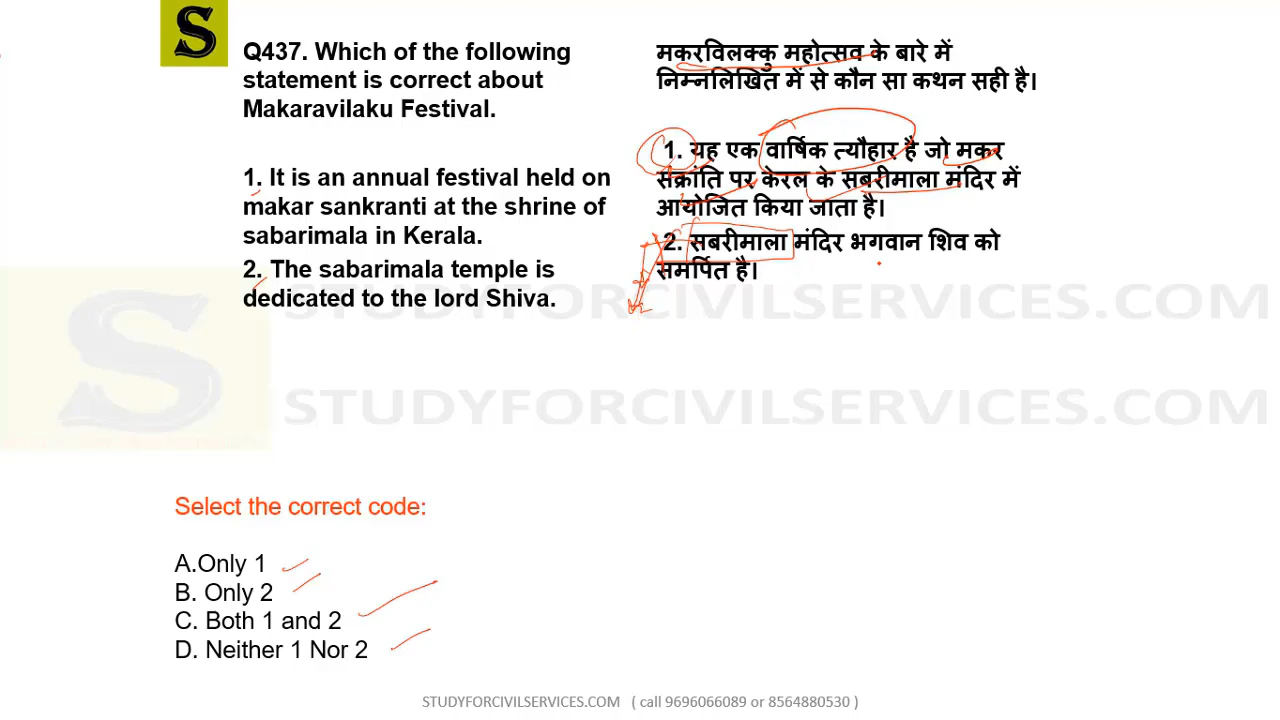 S
Q437. Which of the following
statement is correct about
Makaravilaku Festival.
1. It is an annual festival held on
makar sankranti at the shrine of
sabarimala in Kerala.
2. The sabarimala temple is
dedicated to the lord Shiva.
मकरविलक्कु महोत्सव के बारे में
निम्नलिखित में से कौन सा कथन सही है।
1. यह एक वार्षिक त्यौहार है जो मकर
संक्रांति पर केरल के सबरीमाला मंदिर में
आयोजित किया जाता है।
2. सबरीमाला मंदिर भगवान शिव को
समर्पित है।
S
STUDYFORCIVILSERVICES.COM
STUDYFORCIVILSERVICES.COM
Select the correct code:
A.Only 1
B. Only 2
C. Both 1 and 2
D. Neither 1 Nor 2
STUDYFORCIVILSERVICES.COM ( call 9696066089 or 8564880530 )